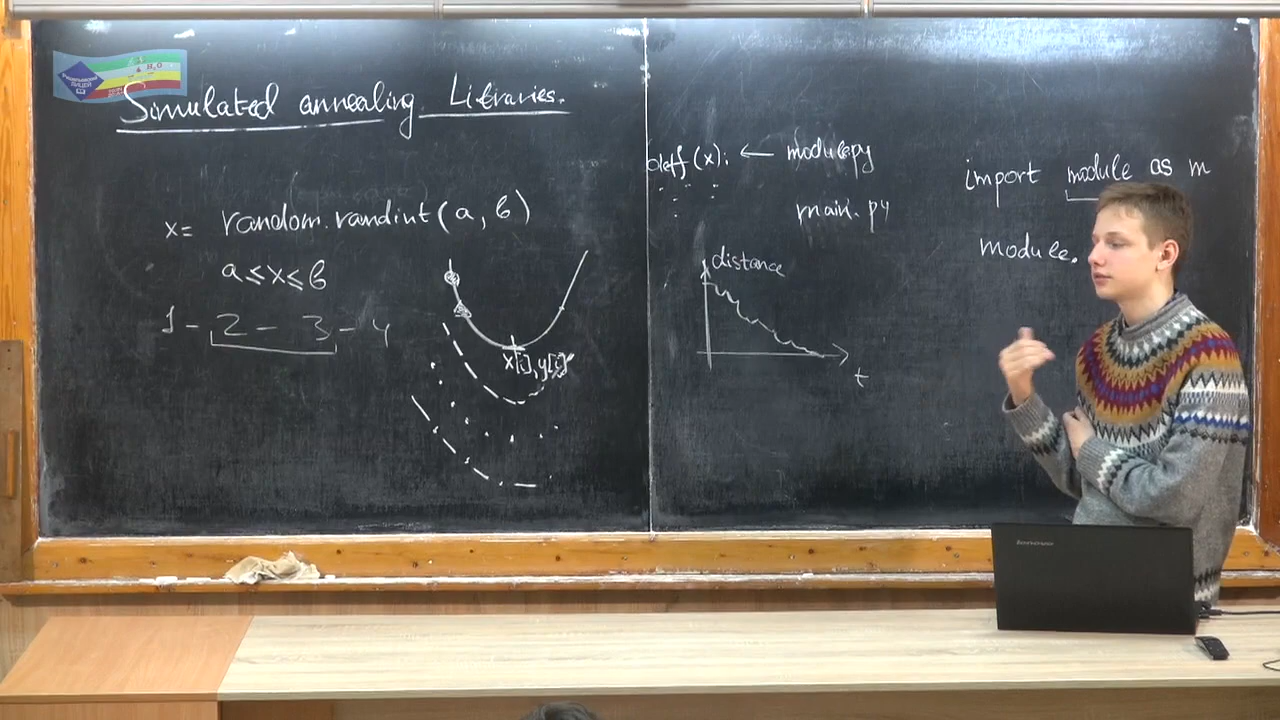 Simulated annealing. Libraries.
x= random.randint(a, b)
a≤x≤b
1 - 2 - 3 - 4
x[i], y[i]
def f(x): ← module.py
main.py
distance
t
import module as m
module.
lenovo